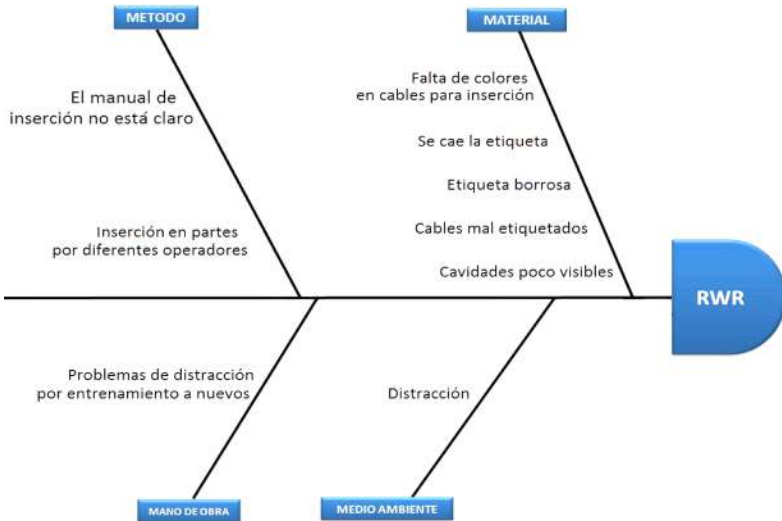 METODO
MATERIAL
El manual de
inserción no está claro
Falta de colores
en cables para inserción
Se cae la etiqueta
Etiqueta borrosa
Inserción en partes
por diferentes operadores
Cables mal etiquetados
Cavidades poco visibles
RWR
Problemas de distracción
por entrenamiento a nuevos
Distracción
MANO DE OBRA
MEDIO AMBIENTE